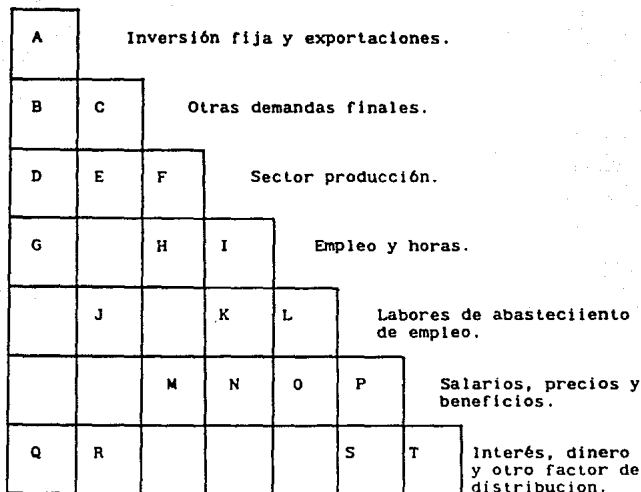 A Inversión fija y exportaciones.
B C Otras demandas finales.
D E F Sector producción.
G H I Empleo y horas.
J K L Labores de abasteciiento
de empleo.
M N O P Salarios, precios y
beneficios.
Q R S T Interés, dinero
y otro factor de
distribucion.